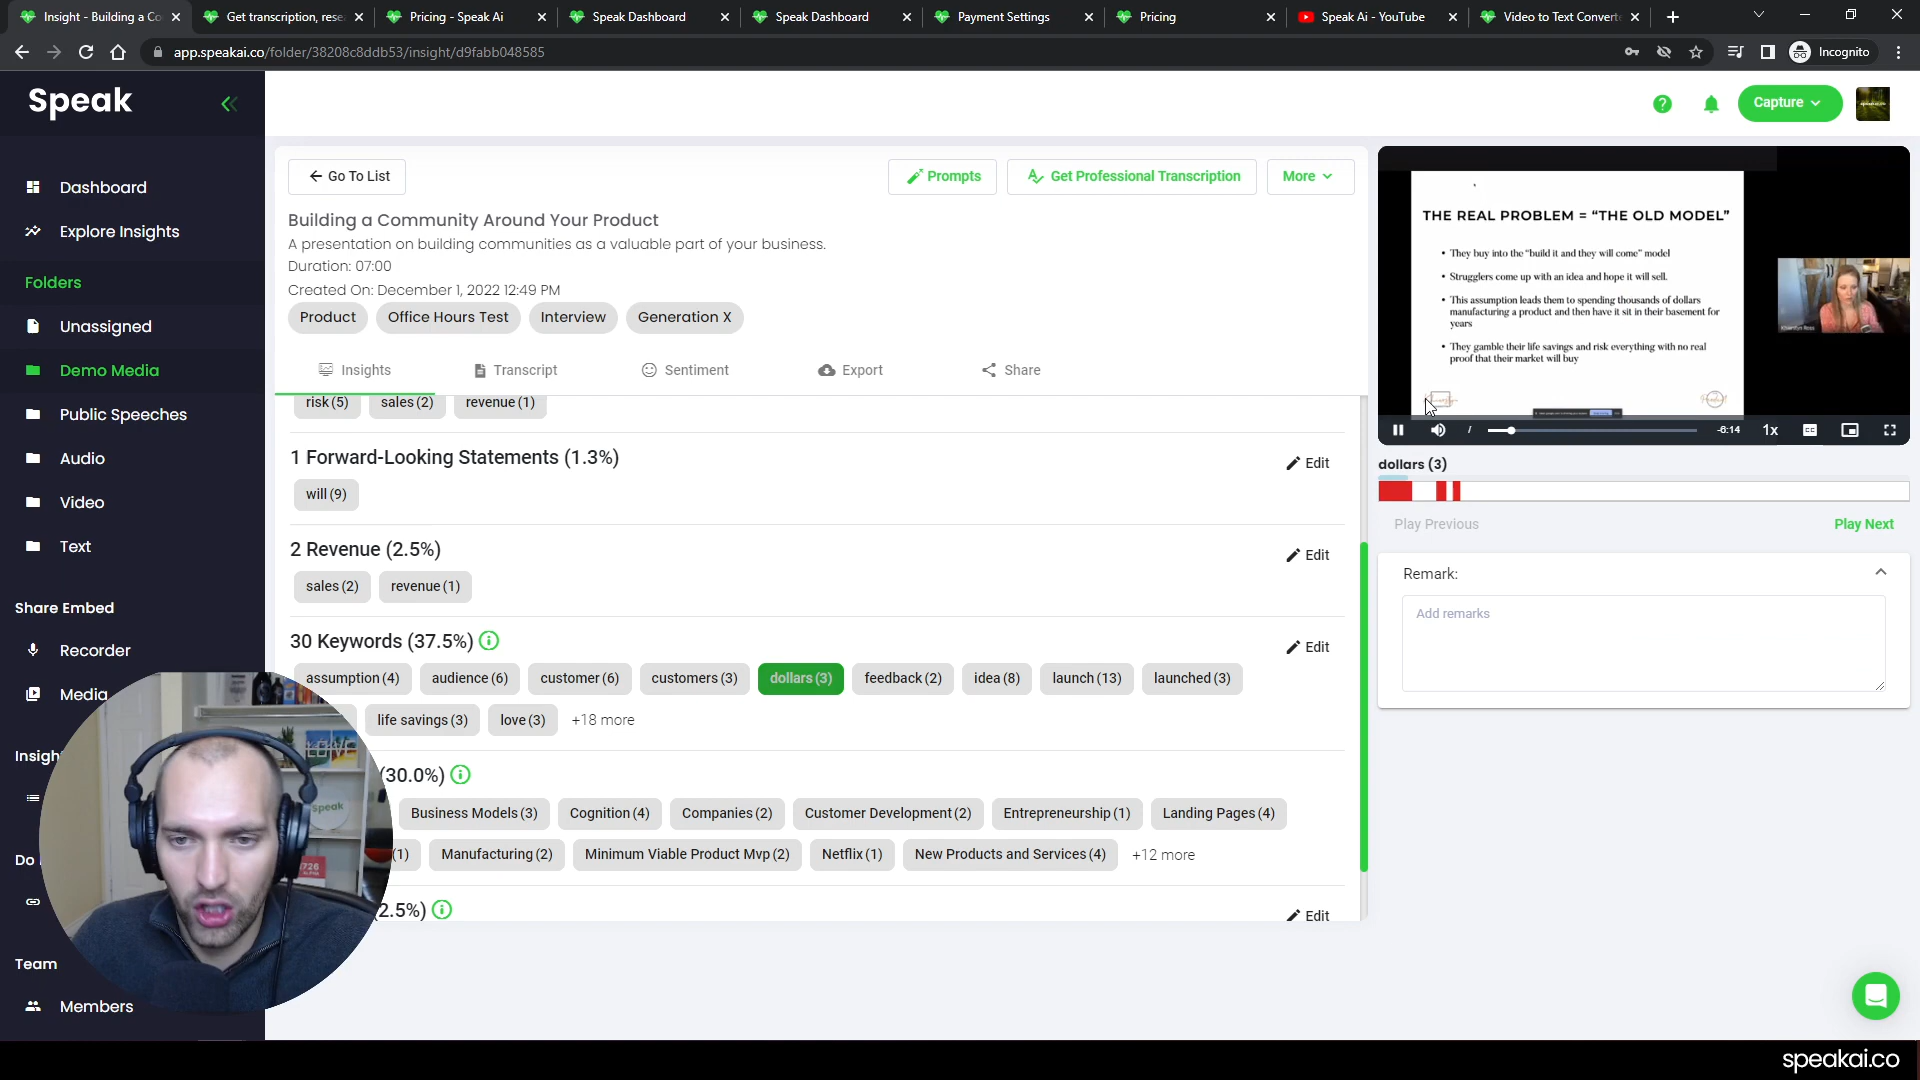 Insight - Building a Co
Get transcription, rese
Pricing - Speak Ai
Speak Dashboard
Speak Dashboard
Payment Settings
Pricing
Speak Ai - YouTube
Video to Text Converte
app.speakai.co/folder/38208c8ddb53/insight/d9fabb048585
Incognito
Speak
Capture
Dashboard
Explore Insights
Folders
Unassigned
Demo Media
Public Speeches
Audio
Video
Text
Share Embed
Recorder
Media
Insigh
Do
Team
Members
Go To List
Prompts
Get Professional Transcription
More
Building a Community Around Your Product
A presentation on building communities as a valuable part of your business.
Duration: 07:00
Created On: December 1, 2022 12:49 PM
Product
Office Hours Test
Interview
Generation X
Insights
Transcript
Sentiment
Export
Share
risk (5)
sales (2)
revenue (1)
1 Forward-Looking Statements (1.3%)
Edit
will (9)
2 Revenue (2.5%)
Edit
sales (2)
revenue (1)
30 Keywords (37.5%)
Edit
assumption (4)
audience (6)
customer (6)
customers (3)
dollars (3)
feedback (2)
idea (8)
launch (13)
launched (3)
life savings (3)
love (3)
+18 more
(30.0%)
Business Models (3)
Cognition (4)
Companies (2)
Customer Development (2)
Entrepreneurship (1)
Landing Pages (4)
(1)
Manufacturing (2)
Minimum Viable Product Mvp (2)
Netflix (1)
New Products and Services (4)
+12 more
2.5%)
Edit
THE REAL PROBLEM = “THE OLD MODEL”
• They buy into the “build it and they will come” model
• Strugglers come up with an idea and hope it will sell.
• This assumption leads them to spending thousands of dollars
manufacturing a product and then have it sit in their basement for
years
• They gamble their life savings and risk everything with no real
proof that their market will buy
/
-6:14
1x
CC
dollars (3)
Play Previous
Play Next
Remark:
Add remarks
Speak
speakai.co